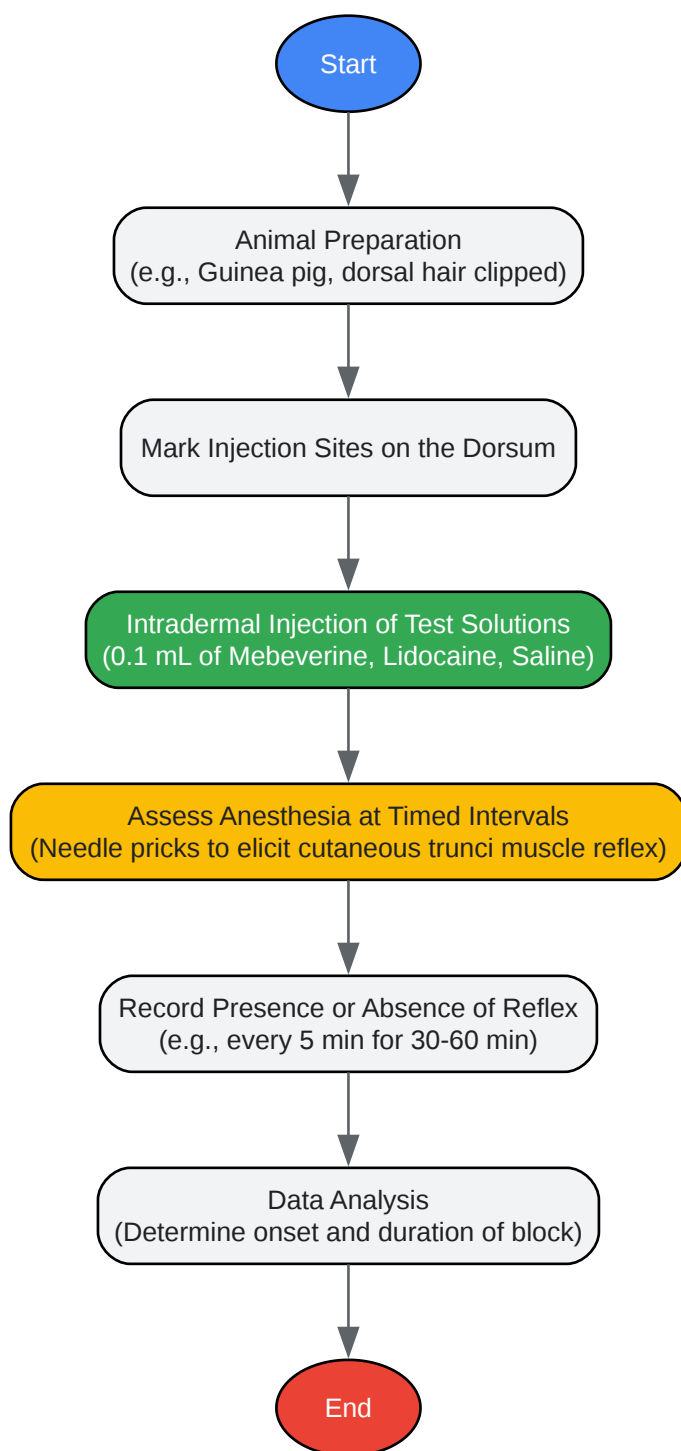 Start
Animal Preparation
(e.g., Guinea pig, dorsal hair clipped)
Mark Injection Sites on the Dorsum
Intradermal Injection of Test Solutions
(0.1 mL of Mebeverine, Lidocaine, Saline)
Assess Anesthesia at Timed Intervals
(Needle pricks to elicit cutaneous trunci muscle reflex)
Record Presence or Absence of Reflex
(e.g., every 5 min for 30-60 min)
Data Analysis
(Determine onset and duration of block)
End